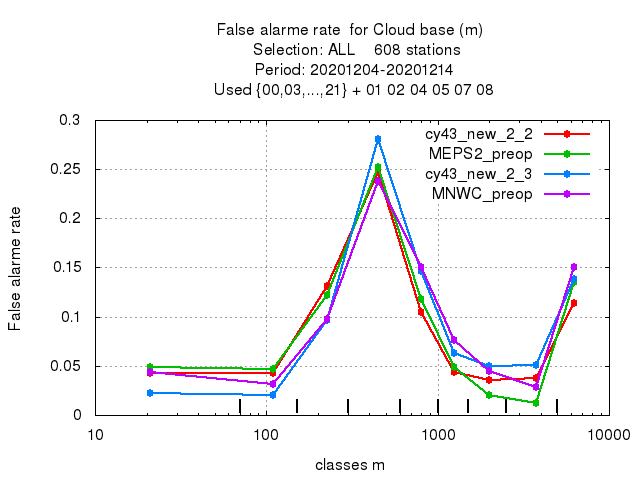 False alarme rate  for Cloud base (m)
Selection: ALL    608 stations
Period: 20201204-20201214
Used {00,03,...,21} + 01 02 04 05 07 08
0.3
0.25
0.2
0.15
0.1
0.05
0
False alarme rate
cy43_new_2_2
MEPS2_preop
cy43_new_2_3
MNWC_preop
10 100 1000 10000
classes m